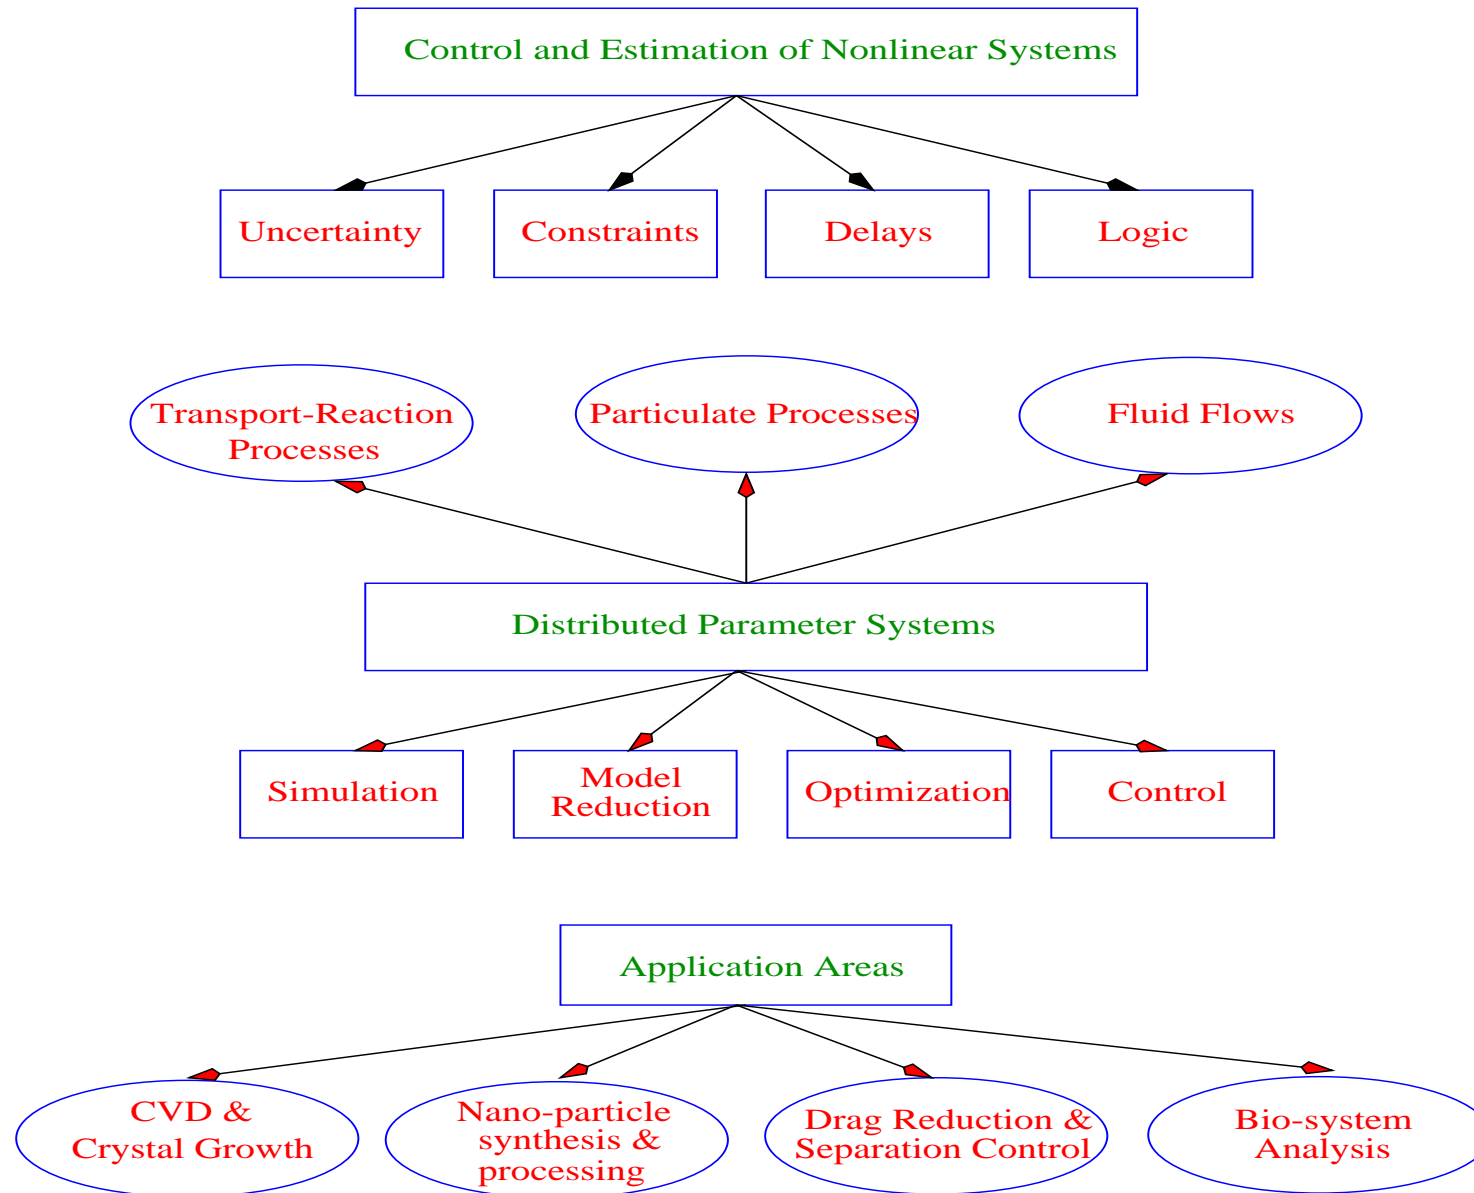 Control and Estimation of Nonlinear Systems
Uncertainty
Constraints
Delays
Logic
Transport-Reaction
Processes
Particulate Processes
Fluid Flows
Distributed Parameter Systems
Simulation
Model
Reduction
Optimization
Control
Application Areas
CVD &
Crystal Growth
Nano-particle
synthesis &
processing
Drag Reduction &
Separation Control
Bio-system
Analysis